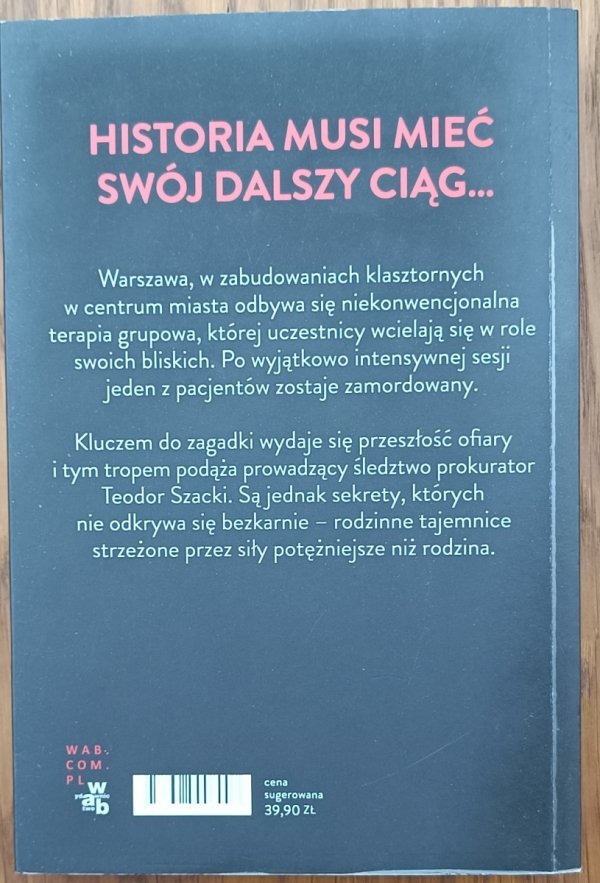 HISTORIA MUSI MIEĆ
SWÓJ DALSZY CIĄG...
Warszawa, w zabudowaniach klasztornych
w centrum miasta odbywa się niekonwencjonalna
terapia grupowa, której uczestnicy wcielają się w role
swoich bliskich. Po wyjątkowo intensywnej sesji
jeden z pacjentów zostaje zamordowany.
Kluczem do zagadki wydaje się przeszłość ofiary
i tym tropem podąża prowadzący śledztwo prokurator
Teodor Szacki. Są jednak sekrety, których
nie odkrywa się bezkarnie – rodzinne tajemnice
strzeżone przez siły potężniejsze niż rodzina.
WAB.
COM.
PL
wydawnictwo
wab
cena
sugerowana
39,90 ZŁ